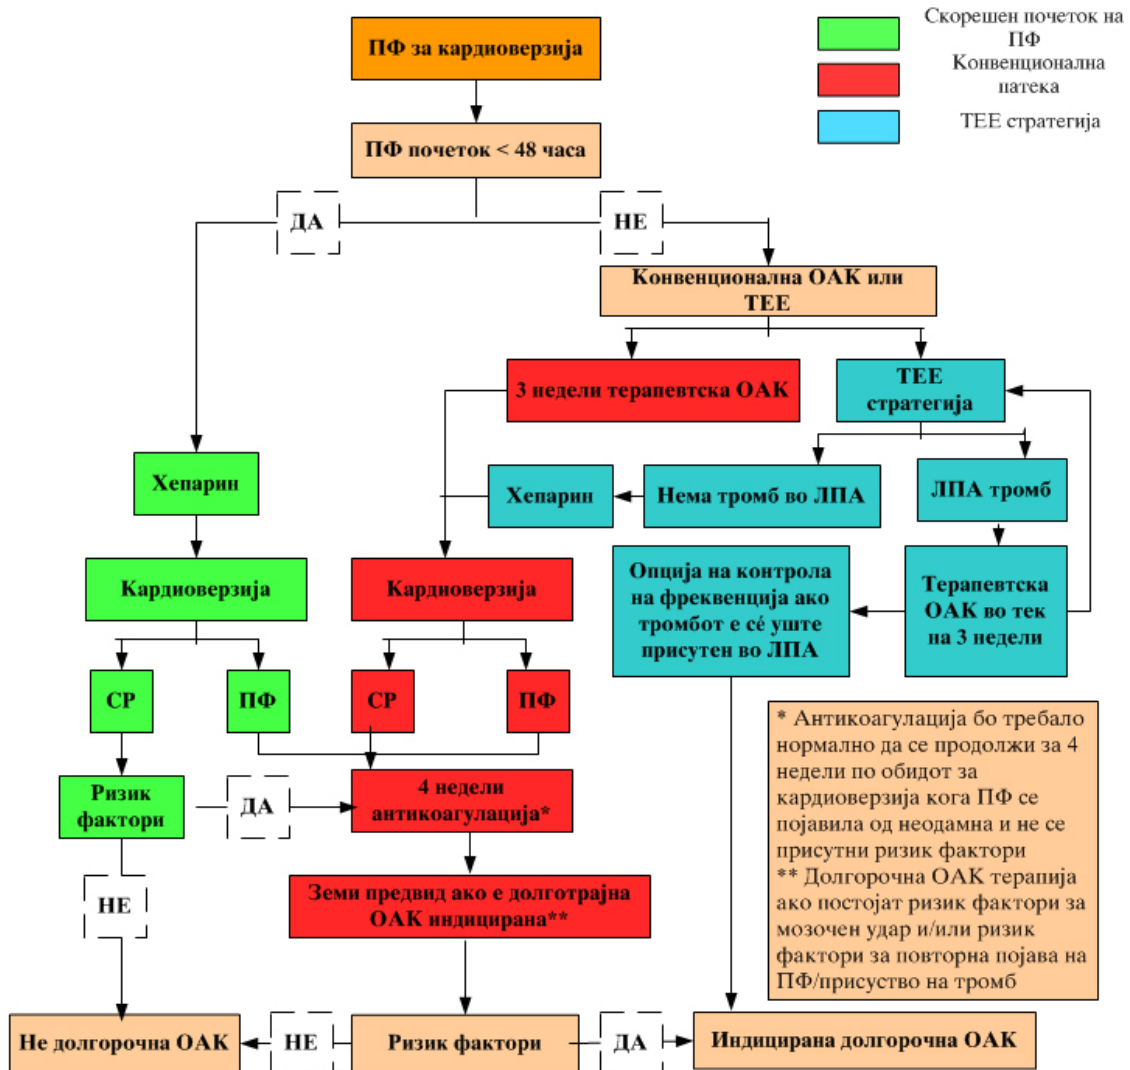 Скорешен почеток на
ПФ
Конвенционална
патека
ТЕЕ стратегија
ПФ за кардиоверзија
ПФ почеток < 48 часа
ДА
НЕ
Конвенционална ОАК или
ТЕЕ
3 недели терапевтска ОАК
ТЕЕ
стратегија
Хепарин
Хепарин
Нема тромб во ЛПА
ЛПА тромб
Кардиоверзија
Кардиоверзија
Опција на контрола
на фреквенција ако
тромбот е сé уште
присутен во ЛПА
Терапевтска
ОАК во тек
на 3 недели
СР
ПФ
СР
ПФ
Ризик
фактори
ДА
4 недели
антикоагулација*
НЕ
Земи предвид ако е долготрајна
ОАК индицирана**
* Антикоагулација бо требало
нормално да се продолжи за 4
недели по обидот за
кардиоверзија кога ПФ се
појавила од неодамна и не се
присутни ризик фактори
** Долгорочна ОАК терапија
ако постојат ризик фактори за
мозочен удар и/или ризик
фактори за повторна појава на
ПФ/присуство на тромб
Не долгорочна ОАК
НЕ
Ризик фактори
ДА
Индицирана долгорочна ОАК